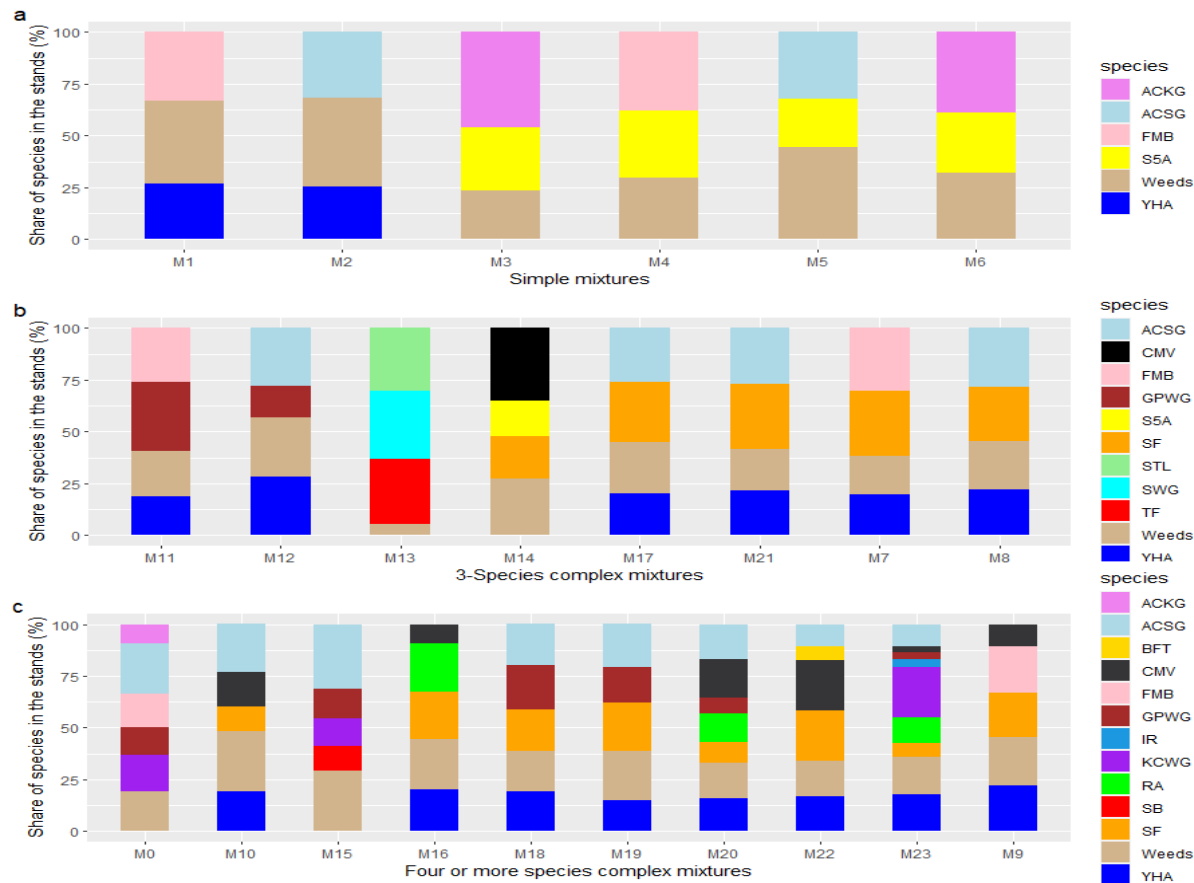 a
Share of species in the stands (%)
100
75
50
25
0
M1 M2 M3 M4 M5 M6
Simple mixtures
species
ACKG
ACSG
FMB
S5A
Weeds
YHA
b
Share of species in the stands (%)
100
75
50
25
0
M11 M12 M13 M14 M17 M21 M7 M8
3-Species complex mixtures
species
ACSG
CMV
FMB
GPWG
S5A
SF
STL
SWG
TF
Weeds
YHA
c
Share of species in the stands (%)
100
75
50
25
0
M0 M10 M15 M16 M18 M19 M20 M22 M23 M9
Four or more species complex mixtures
species
ACKG
ACSG
BFT
CMV
FMB
GPWG
IR
KCWG
RA
SB
SF
Weeds
YHA